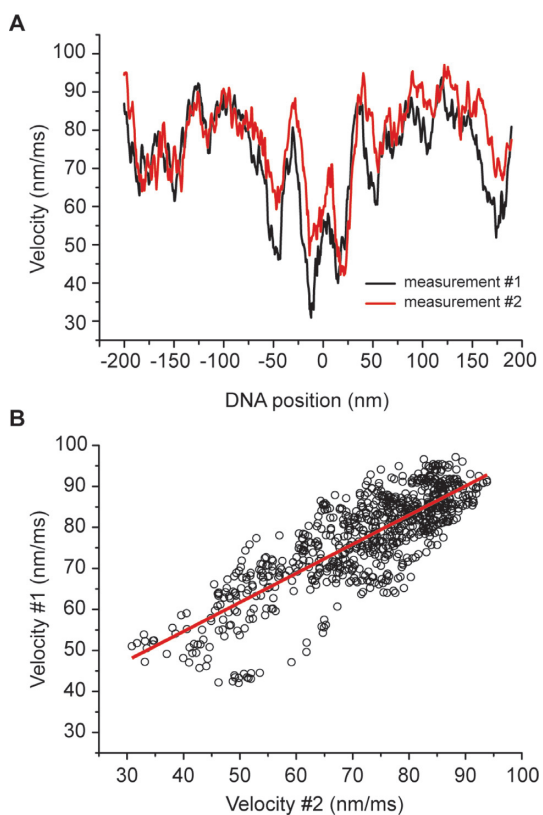 A
100
90
80
70
60
50
40
30
Velocity (nm/ms)
measurement #1
measurement #2
-200 -150 -100 -50 0 50 100 150 200
DNA position (nm)
B
100
90
80
70
60
50
40
30
Velocity #1 (nm/ms)
30 40 50 60 70 80 90 100
Velocity #2 (nm/ms)